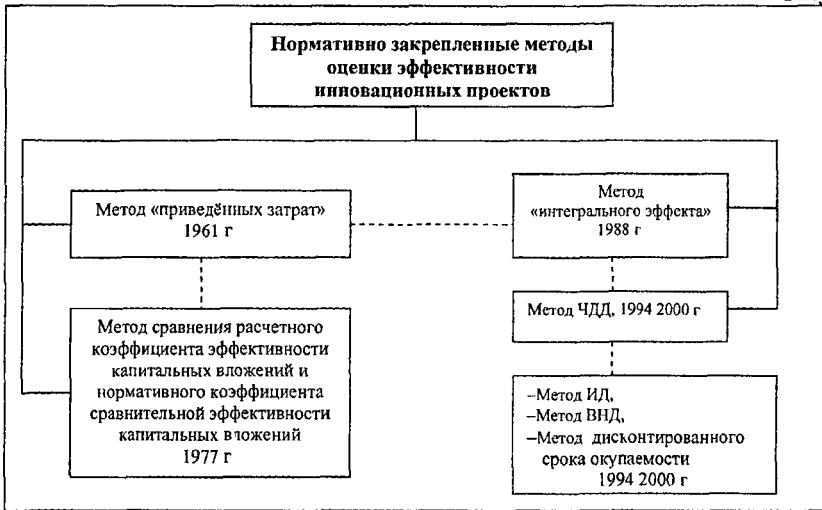 Нормативно закрепленные методы
оценки эффективности
инновационных проектов
Метод «приведённых затрат»
1961 г
Метод
«интегрального эффекта»
1988 г
Метод сравнения расчетного
коэффициента эффективности
капитальных вложений и
нормативного коэффициента
сравнительной эффективности
капитальных вложений
1977 г
Метод ЧДД, 1994 2000 г
–Метод ИД,
–Метод ВНД,
–Метод дисконтированного
срока окупаемости
1994 2000 г